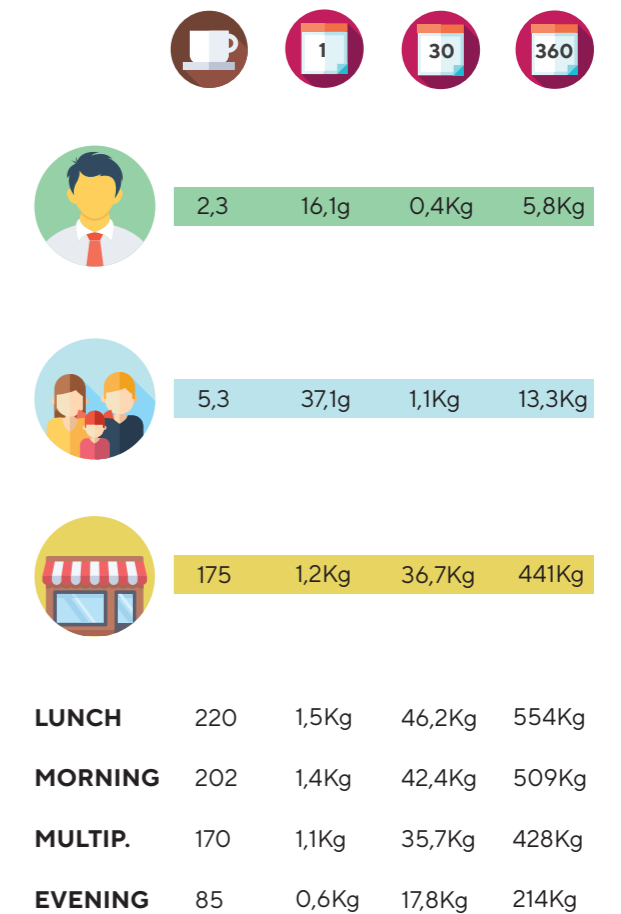 1 30 360
2,3 16,1g 0,4Kg 5,8Kg
5,3 37,1g 1,1Kg 13,3Kg
175 1,2Kg 36,7Kg 441Kg
LUNCH 220 1,5Kg 46,2Kg 554Kg
MORNING 202 1,4Kg 42,4Kg 509Kg
MULTIP. 170 1,1Kg 35,7Kg 428Kg
EVENING 85 0,6Kg 17,8Kg 214Kg